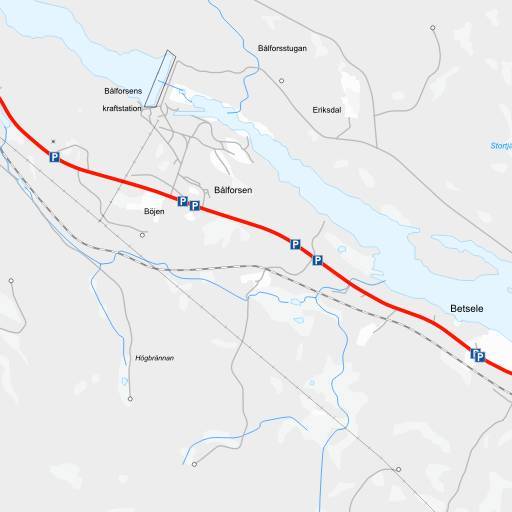 Bålforsstugan
Bålforsens
kraftstation
Eriksdal
Bålforsen
Böjen
Betsele
Högbrännan
P
P
P
P
P
P
P